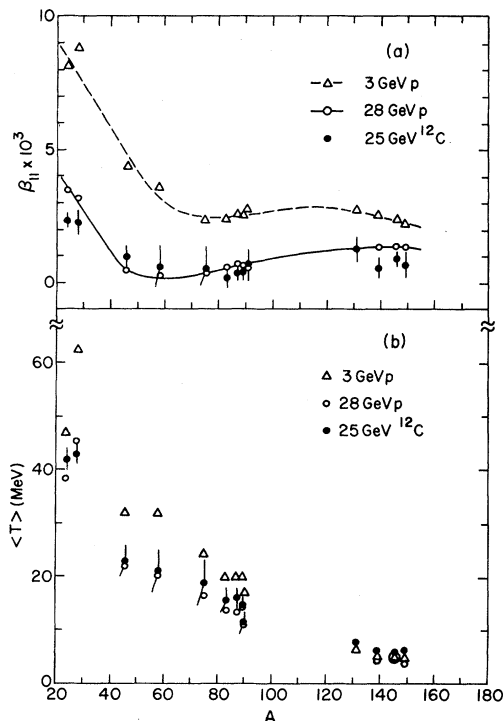 10
(a)
3 GeV p
28 GeV p
25 GeV ¹²C
5
β∥ x 10³
0
(b)
60
3 GeV p
28 GeV p
25 GeV ¹²C
40
<T> (MeV)
20
0
20 40 60 80 100 120 140 160 180
A